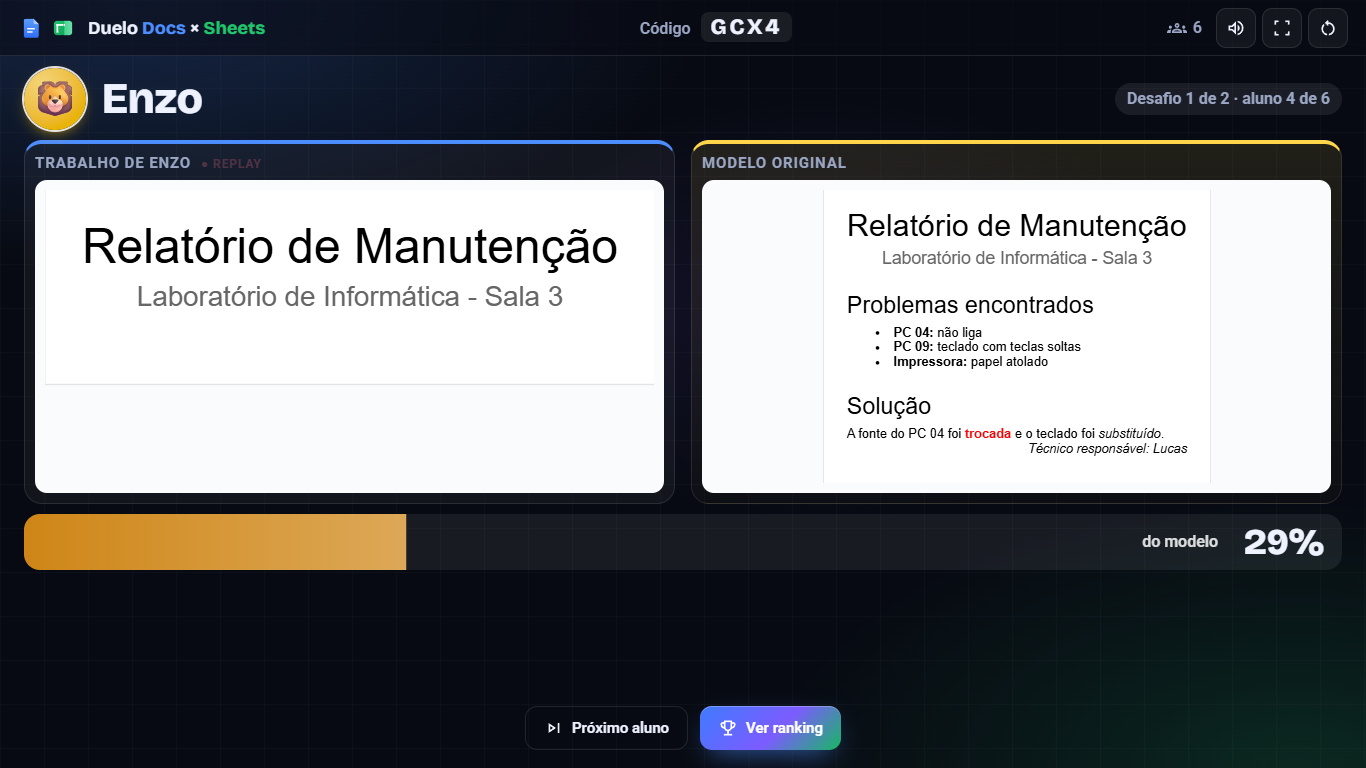 Duelo Docs × Sheets
Código GCX4
6
Enzo
Desafio 1 de 2 · aluno 4 de 6
TRABALHO DE ENZO ● REPLAY
Relatório de Manutenção
Laboratório de Informática - Sala 3
MODELO ORIGINAL
Relatório de Manutenção
Laboratório de Informática - Sala 3
Problemas encontrados
• PC 04: não liga
• PC 09: teclado com teclas soltas
• Impressora: papel atolado
Solução
A fonte do PC 04 foi trocada e o teclado foi substituído.
Técnico responsável: Lucas
do modelo 29%
Próximo aluno
Ver ranking